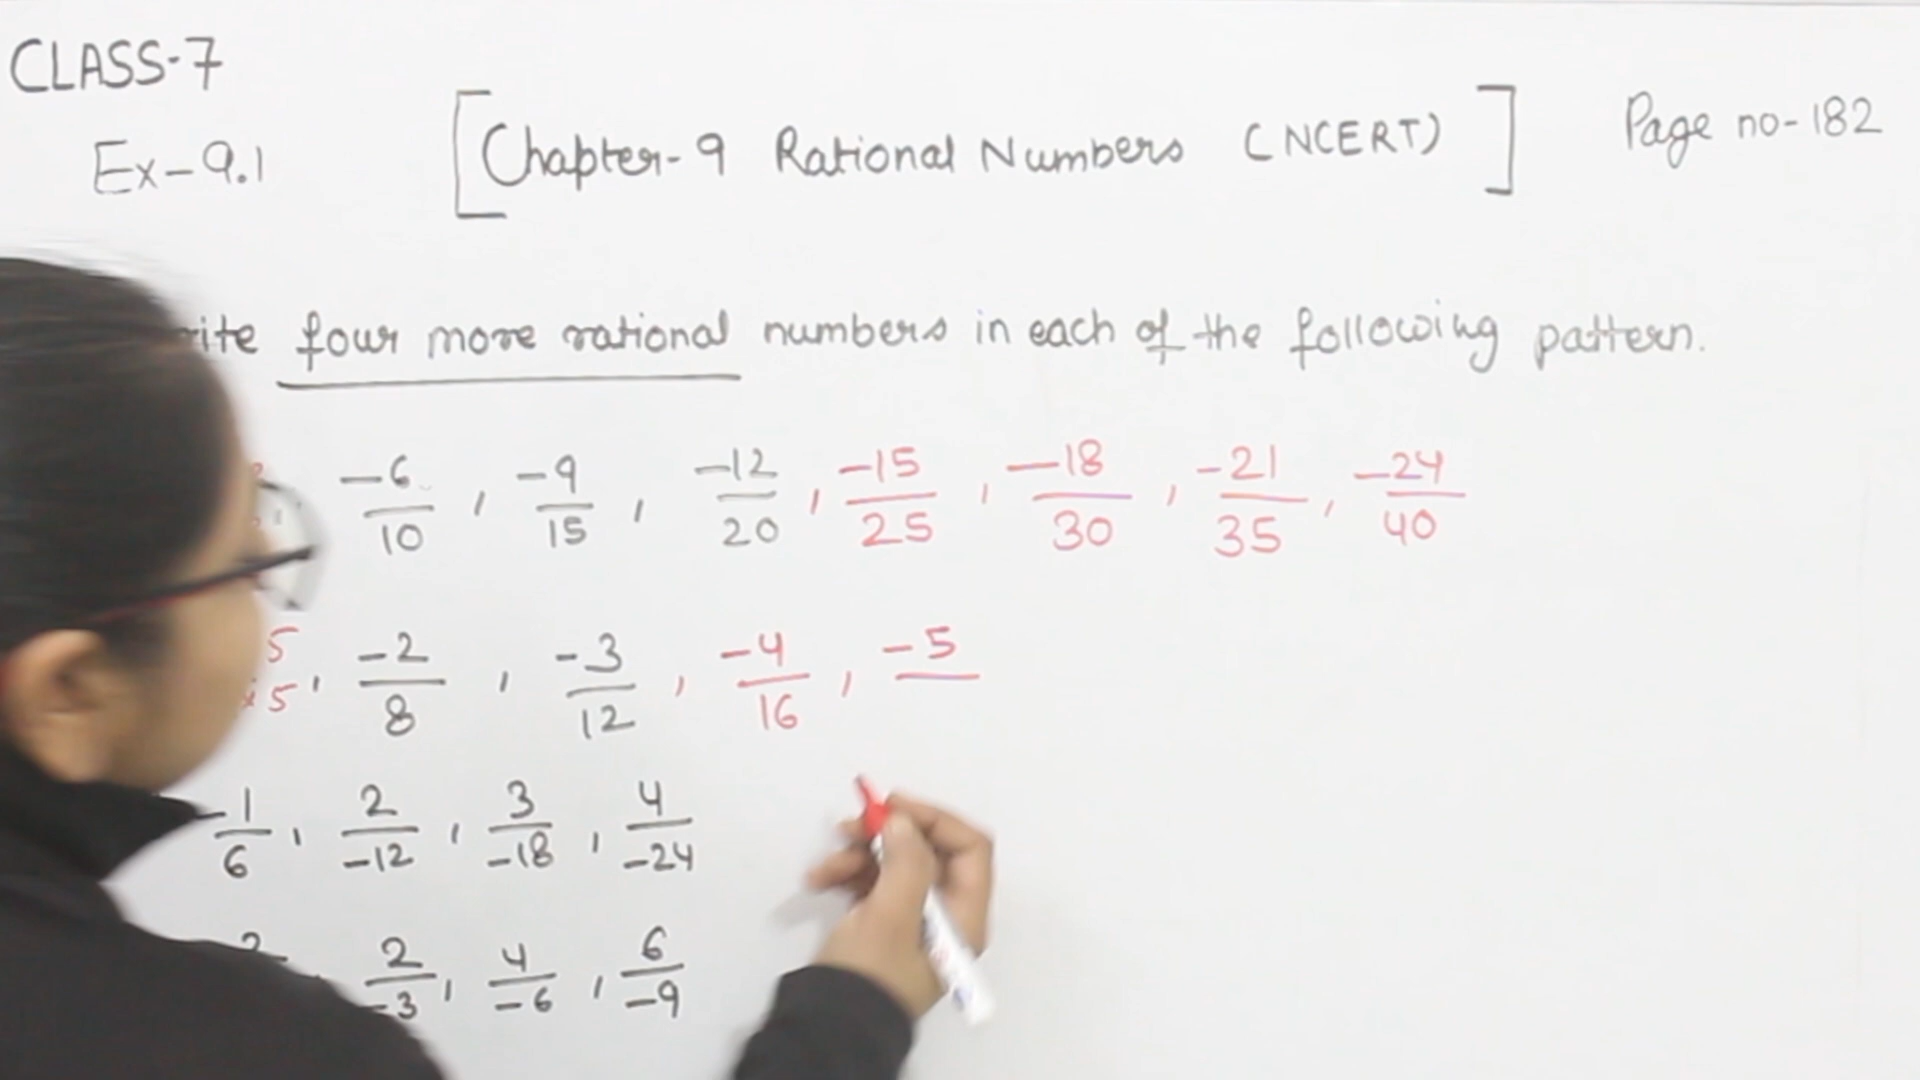 CLASS-7
Ex-9.1 [Chapter-9 Rational Numbers (NCERT)] Page no-182
four more rational numbers in each of the following pattern.
-6/10, -9/15, -12/20, -15/25, -18/30, -21/35, -24/40
5/×5, -2/8, -3/12, -4/16, -5/
-1/6, 2/-12, 3/-18, 4/-24
2/-3, 4/-6, 6/-9